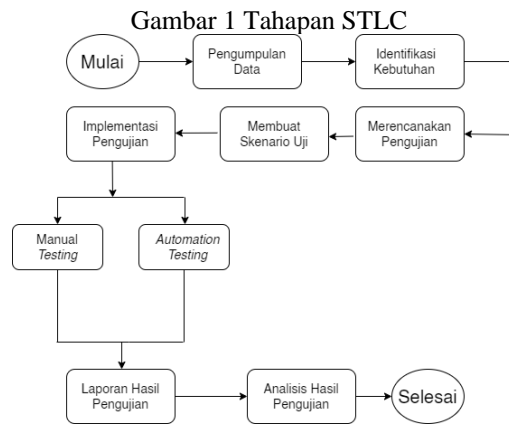 Gambar 1 Tahapan STLC
Mulai
Pengumpulan
Data
Identifikasi
Kebutuhan
Merencanakan
Pengujian
Membuat
Skenario Uji
Implementasi
Pengujian
Manual
Testing
Automation
Testing
Laporan Hasil
Pengujian
Analisis Hasil
Pengujian
Selesai